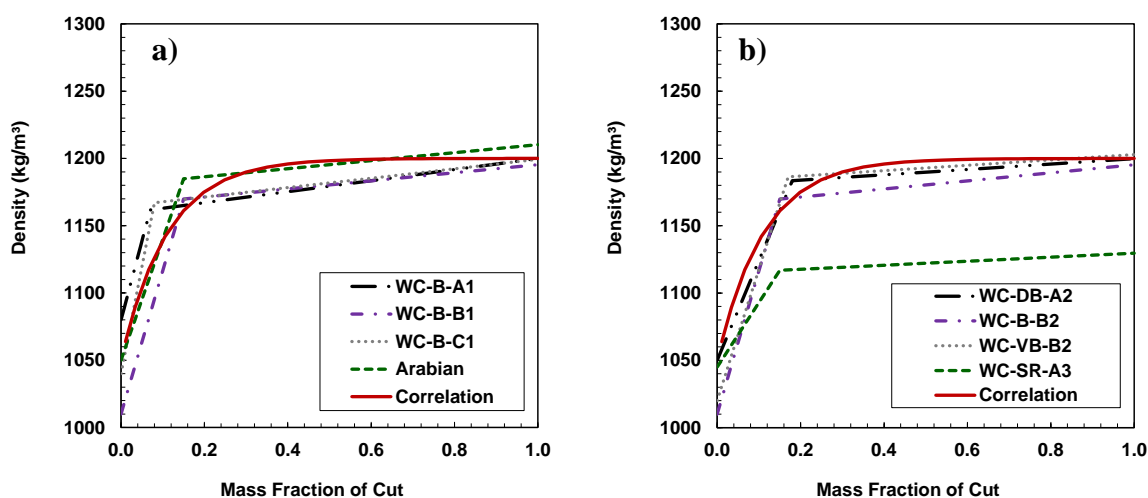 a)
Density (kg/m³)
1300
1250
1200
1150
1100
1050
1000
WC-B-A1
WC-B-B1
WC-B-C1
Arabian
Correlation
0.0 0.2 0.4 0.6 0.8 1.0
Mass Fraction of Cut
b)
Density (kg/m³)
1300
1250
1200
1150
1100
1050
1000
WC-DB-A2
WC-B-B2
WC-VB-B2
WC-SR-A3
Correlation
0.0 0.2 0.4 0.6 0.8 1.0
Mass Fraction of Cut